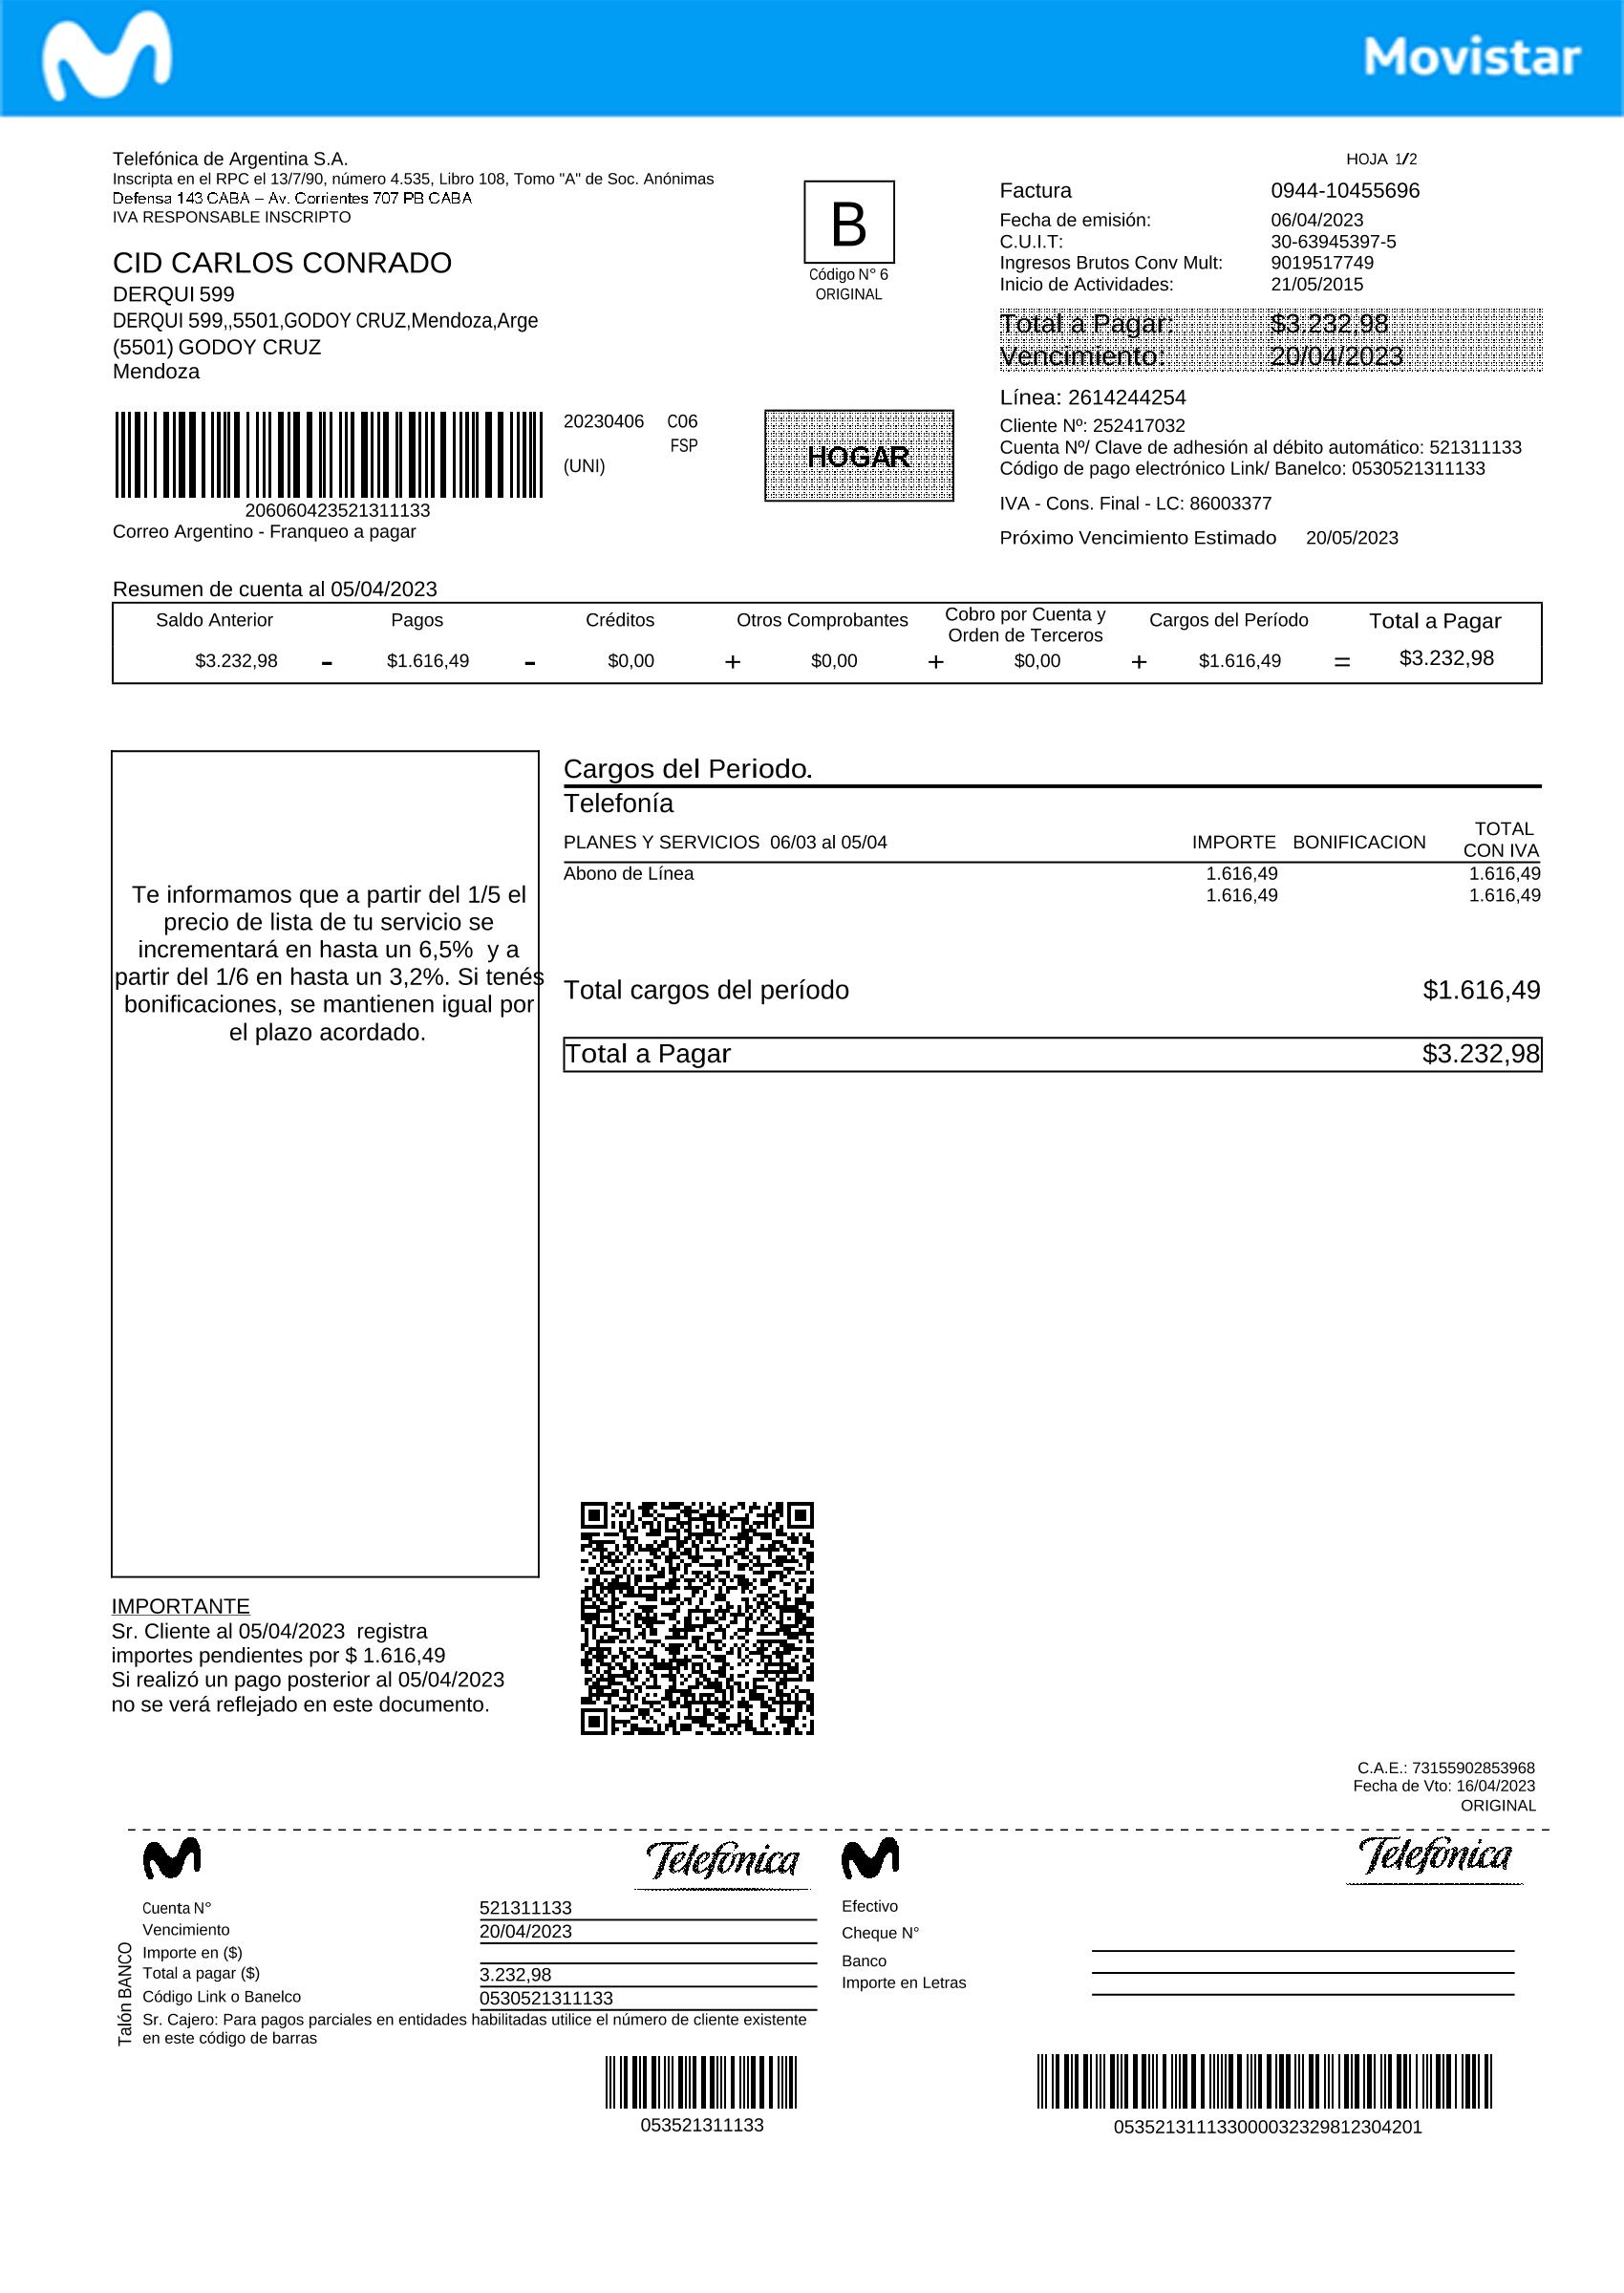 Movistar
Telefónica de Argentina S.A.
Inscripta en el RPC el 13/7/90, número 4.535, Libro 108, Tomo "A" de Soc. Anónimas
Defensa 143 CABA – Av. Corrientes 707 PB CABA
IVA RESPONSABLE INSCRIPTO
CID CARLOS CONRADO
DERQUI 599
DERQUI 599,,5501,GODOY CRUZ,Mendoza,Arge
(5501) GODOY CRUZ
Mendoza
206060423521311133
Correo Argentino - Franqueo a pagar
20230406 C06
FSP
(UNI)
B
Código N° 6
ORIGINAL
HOGAR
HOJA 1/2
Factura 0944-10455696
Fecha de emisión: 06/04/2023
C.U.I.T: 30-63945397-5
Ingresos Brutos Conv Mult: 9019517749
Inicio de Actividades: 21/05/2015
Total a Pagar: $3.232,98
Vencimiento: 20/04/2023
Línea: 2614244254
Cliente Nº: 252417032
Cuenta Nº/ Clave de adhesión al débito automático: 521311133
Código de pago electrónico Link/ Banelco: 0530521311133
IVA - Cons. Final - LC: 86003377
Próximo Vencimiento Estimado 20/05/2023
Resumen de cuenta al 05/04/2023
Saldo Anterior Pagos Créditos Otros Comprobantes Cobro por Cuenta y Orden de Terceros Cargos del Período Total a Pagar
$3.232,98 - $1.616,49 - $0,00 + $0,00 + $0,00 + $1.616,49 = $3.232,98
Te informamos que a partir del 1/5 el
precio de lista de tu servicio se
incrementará en hasta un 6,5% y a
partir del 1/6 en hasta un 3,2%. Si tenés
bonificaciones, se mantienen igual por
el plazo acordado.
Cargos del Periodo.
Telefonía
PLANES Y SERVICIOS 06/03 al 05/04 IMPORTE BONIFICACION TOTAL CON IVA
Abono de Línea 1.616,49 1.616,49
1.616,49 1.616,49
Total cargos del período $1.616,49
Total a Pagar $3.232,98
IMPORTANTE
Sr. Cliente al 05/04/2023 registra
importes pendientes por $ 1.616,49
Si realizó un pago posterior al 05/04/2023
no se verá reflejado en este documento.
C.A.E.: 73155902853968
Fecha de Vto: 16/04/2023
ORIGINAL
Telefónica
Talón BANCO
Cuenta N° 521311133
Vencimiento 20/04/2023
Importe en ($)
Total a pagar ($) 3.232,98
Código Link o Banelco 0530521311133
Sr. Cajero: Para pagos parciales en entidades habilitadas utilice el número de cliente existente
en este código de barras
053521311133
Telefónica
Efectivo
Cheque N°
Banco
Importe en Letras
053521311133000032329812304201